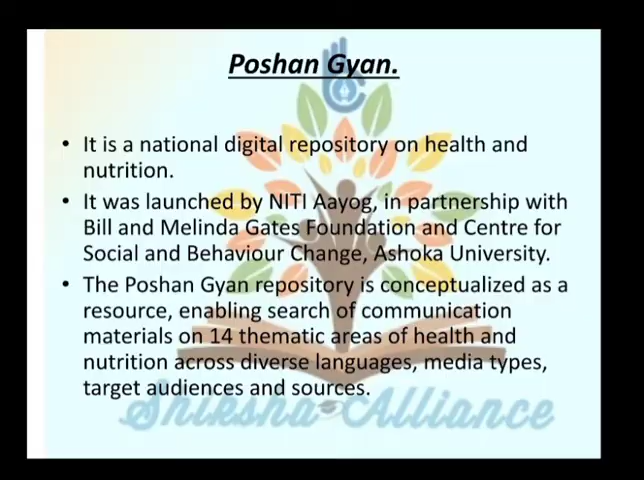 Poshan Gyan.
• It is a national digital repository on health and
nutrition.
• It was launched by NITI Aayog, in partnership with
Bill and Melinda Gates Foundation and Centre for
Social and Behaviour Change, Ashoka University.
• The Poshan Gyan repository is conceptualized as a
resource, enabling search of communication
materials on 14 thematic areas of health and
nutrition across diverse languages, media types,
target audiences and sources.
Shiksha Alliance